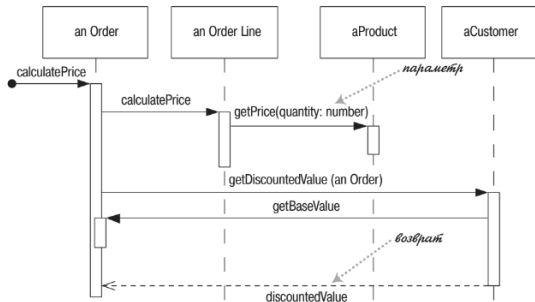 an Order
an Order Line
aProduct
aCustomer
calculatePrice
параметр
calculatePrice
getPrice(quantity: number)
getDiscountedValue (an Order)
getBaseValue
возврат
discountedValue